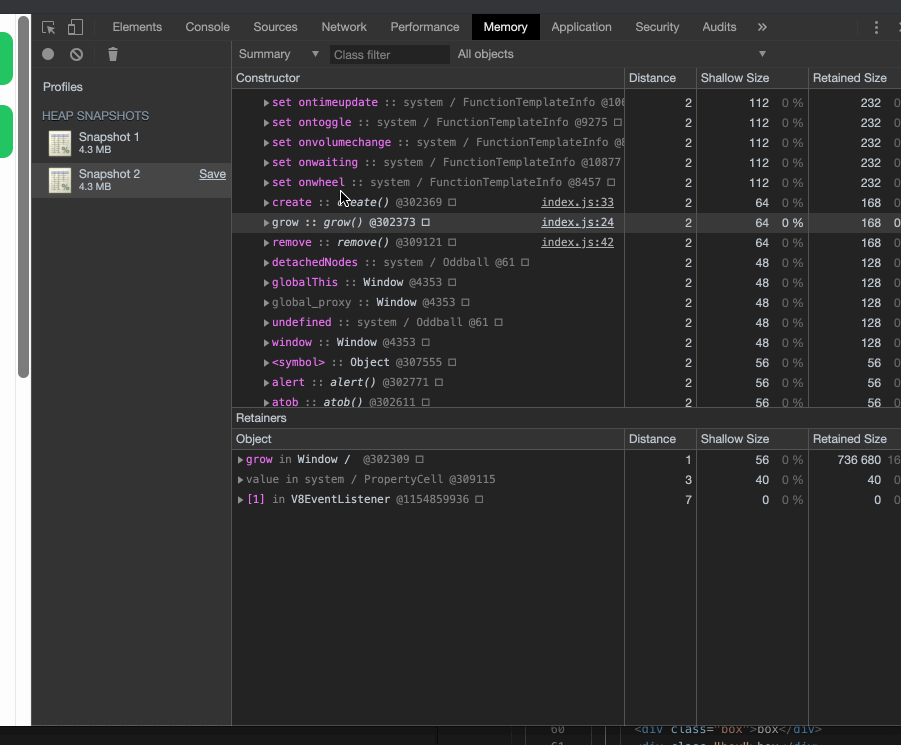 Elements Console Sources Network Performance Memory Application Security Audits »
Summary ▼ Class filter All objects ▼
Profiles
HEAP SNAPSHOTS
Snapshot 1
4.3 MB
Snapshot 2 Save
4.3 MB
Constructor Distance Shallow Size Retained Size
set ontimeupdate :: system / FunctionTemplateInfo @106 2 112 0 % 232 0
set ontoggle :: system / FunctionTemplateInfo @9275 2 112 0 % 232 0
set onvolumechange :: system / FunctionTemplateInfo @8 2 112 0 % 232 0
set onwaiting :: system / FunctionTemplateInfo @10877 2 112 0 % 232 0
set onwheel :: system / FunctionTemplateInfo @8457 2 112 0 % 232 0
create :: create() @302369 index.js:33 2 64 0 % 168 0
grow :: grow() @302373 index.js:24 2 64 0 % 168 0
remove :: remove() @309121 index.js:42 2 64 0 % 168 0
detachedNodes :: system / Oddball @61 2 48 0 % 128 0
globalThis :: Window @4353 2 48 0 % 128 0
global_proxy :: Window @4353 2 48 0 % 128 0
undefined :: system / Oddball @61 2 48 0 % 128 0
window :: Window @4353 2 48 0 % 128 0
<symbol> :: Object @307555 2 56 0 % 56 0
alert :: alert() @302771 2 56 0 % 56 0
atob :: atob() @302611 2 56 0 % 56 0
Retainers
Object Distance Shallow Size Retained Size
grow in Window / @302309 1 56 0 % 736 680 16
value in system / PropertyCell @309115 3 40 0 % 40 0
[1] in V8EventListener @1154859936 7 0 0 % 0 0
60 <div class="box">box</div>